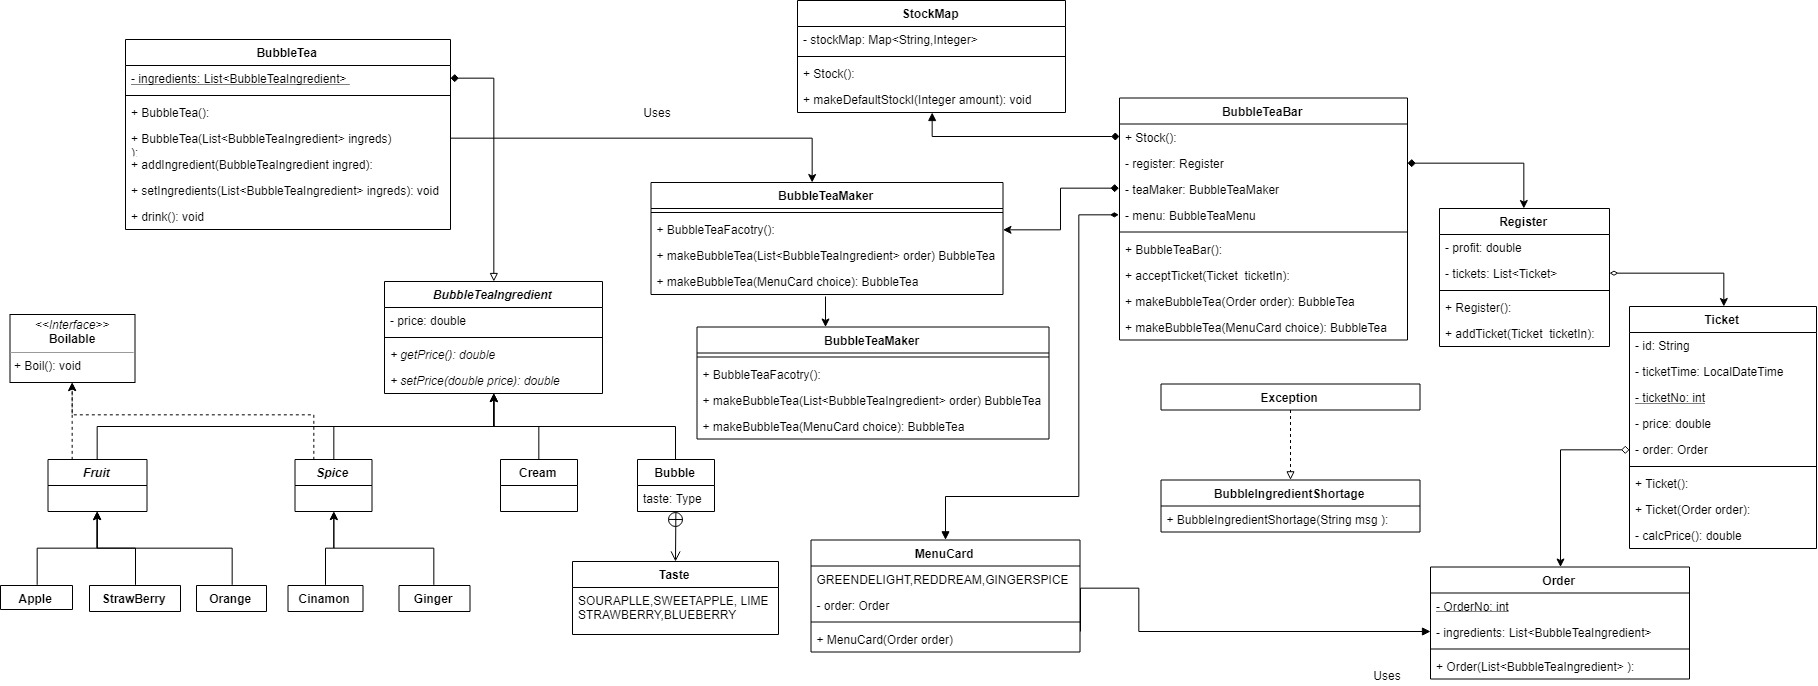 StockMap
- stockMap: Map<String,Integer>
+ Stock():
+ makeDefaultStockl(Integer amount): void
BubbleTea
- ingredients: List<BubbleTeaIngredient>
+ BubbleTea():
+ BubbleTea(List<BubbleTeaIngredient> ingreds)
):
+ addIngredient(BubbleTeaIngredient ingred):
+ setIngredients(List<BubbleTeaIngredient> ingreds): void
+ drink(): void
Uses
BubbleTeaBar
+ Stock():
- register: Register
- teaMaker: BubbleTeaMaker
- menu: BubbleTeaMenu
+ BubbleTeaBar():
+ acceptTicket(Ticket ticketIn):
+ makeBubbleTea(Order order): BubbleTea
+ makeBubbleTea(MenuCard choice): BubbleTea
BubbleTeaMaker
+ BubbleTeaFacotry():
+ makeBubbleTea(List<BubbleTeaIngredient> order) BubbleTea
+ makeBubbleTea(MenuCard choice): BubbleTea
Register
- profit: double
- tickets: List<Ticket>
+ Register():
+ addTicket(Ticket ticketIn):
BubbleTeaIngredient
- price: double
+ getPrice(): double
+ setPrice(double price): double
<<Interface>>
Boilable
+ Boil(): void
BubbleTeaMaker
+ BubbleTeaFacotry():
+ makeBubbleTea(List<BubbleTeaIngredient> order) BubbleTea
+ makeBubbleTea(MenuCard choice): BubbleTea
Ticket
- id: String
- ticketTime: LocalDateTime
- ticketNo: int
- price: double
- order: Order
+ Ticket():
+ Ticket(Order order):
- calcPrice(): double
Exception
BubbleIngredientShortage
+ BubbleIngredientShortage(String msg ):
Fruit
Spice
Cream
Bubble
taste: Type
Apple
StrawBerry
Orange
Cinamon
Ginger
Taste
SOURAPLLE,SWEETAPPLE, LIME
STRAWBERRY,BLUEBERRY
MenuCard
GREENDELIGHT,REDDREAM,GINGERSPICE
- order: Order
+ MenuCard(Order order)
Order
- OrderNo: int
- ingredients: List<BubbleTeaIngredient>
+ Order(List<BubbleTeaIngredient> ):
Uses